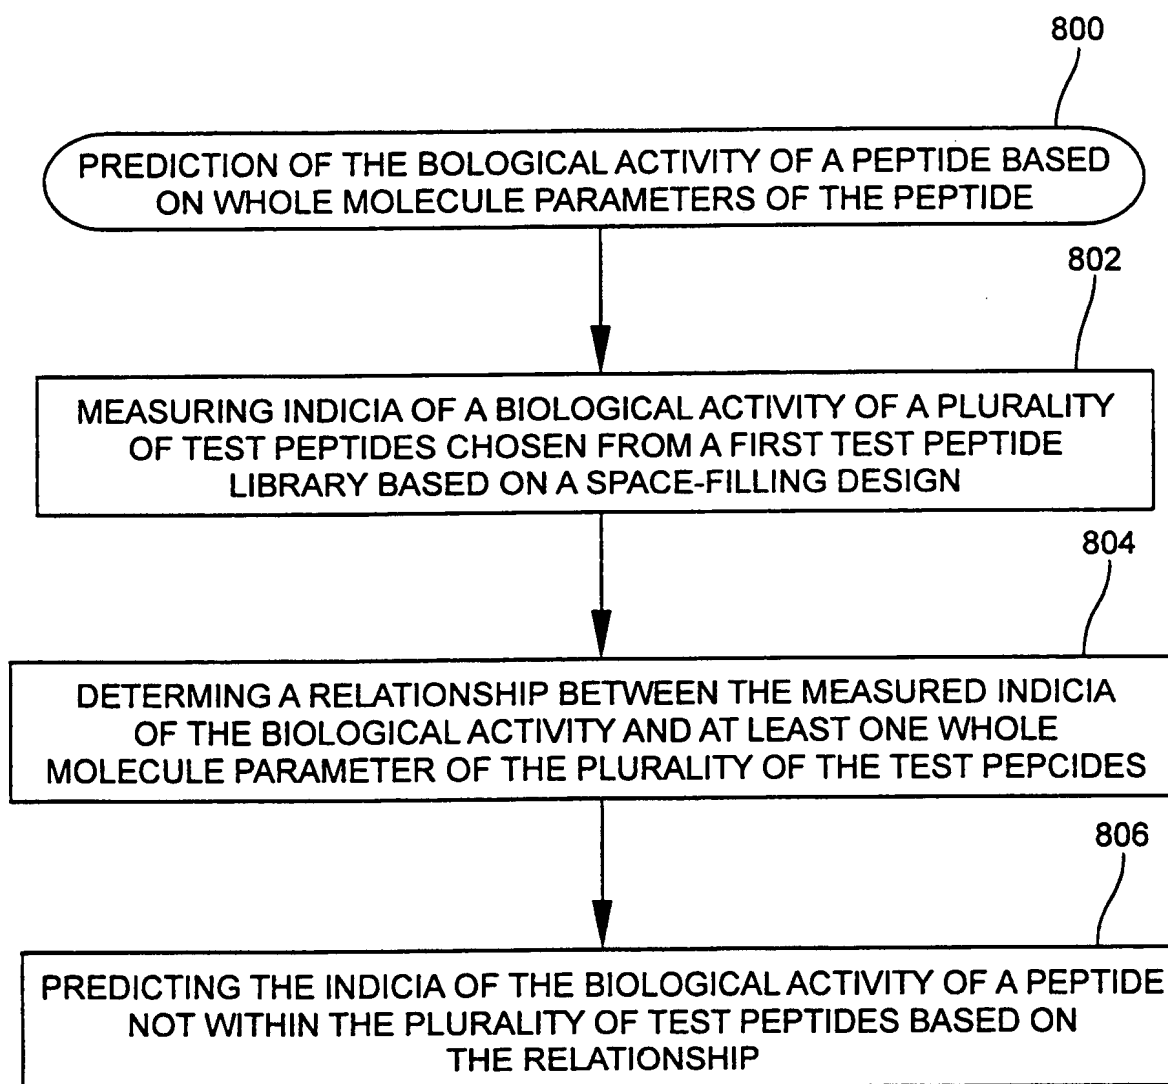 800
PREDICTION OF THE BOLOGICAL ACTIVITY OF A PEPTIDE BASED
ON WHOLE MOLECULE PARAMETERS OF THE PEPTIDE
802
MEASURING INDICIA OF A BIOLOGICAL ACTIVITY OF A PLURALITY
OF TEST PEPTIDES CHOSEN FROM A FIRST TEST PEPTIDE
LIBRARY BASED ON A SPACE-FILLING DESIGN
804
DETERMING A RELATIONSHIP BETWEEN THE MEASURED INDICIA
OF THE BIOLOGICAL ACTIVITY AND AT LEAST ONE WHOLE
MOLECULE PARAMETER OF THE PLURALITY OF THE TEST PEPCIDES
806
PREDICTING THE INDICIA OF THE BIOLOGICAL ACTIVITY OF A PEPTIDE
NOT WITHIN THE PLURALITY OF TEST PEPTIDES BASED ON
THE RELATIONSHIP